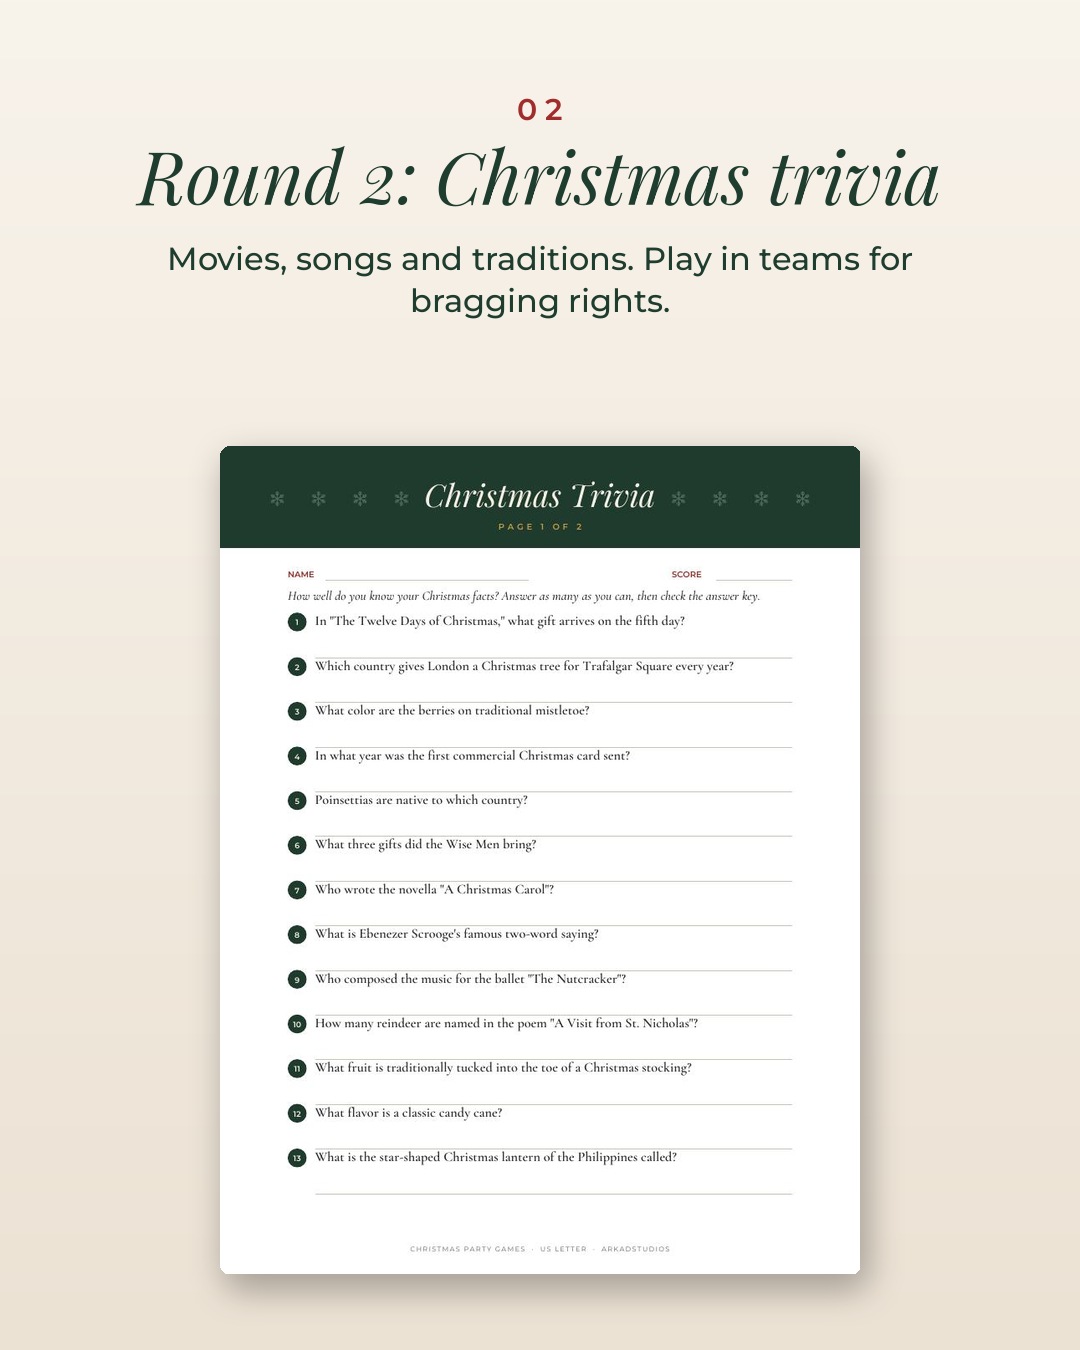 02
Round 2: Christmas trivia
Movies, songs and traditions. Play in teams for
bragging rights.
Christmas Trivia
PAGE 1 OF 2
NAME SCORE
How well do you know your Christmas facts? Answer as many as you can, then check the answer key.
1 In "The Twelve Days of Christmas," what gift arrives on the fifth day?
2 Which country gives London a Christmas tree for Trafalgar Square every year?
3 What color are the berries on traditional mistletoe?
4 In what year was the first commercial Christmas card sent?
5 Poinsettias are native to which country?
6 What three gifts did the Wise Men bring?
7 Who wrote the novella "A Christmas Carol"?
8 What is Ebenezer Scrooge's famous two-word saying?
9 Who composed the music for the ballet "The Nutcracker"?
10 How many reindeer are named in the poem "A Visit from St. Nicholas"?
11 What fruit is traditionally tucked into the toe of a Christmas stocking?
12 What flavor is a classic candy cane?
13 What is the star-shaped Christmas lantern of the Philippines called?
CHRISTMAS PARTY GAMES · US LETTER · ARKADSTUDIOS